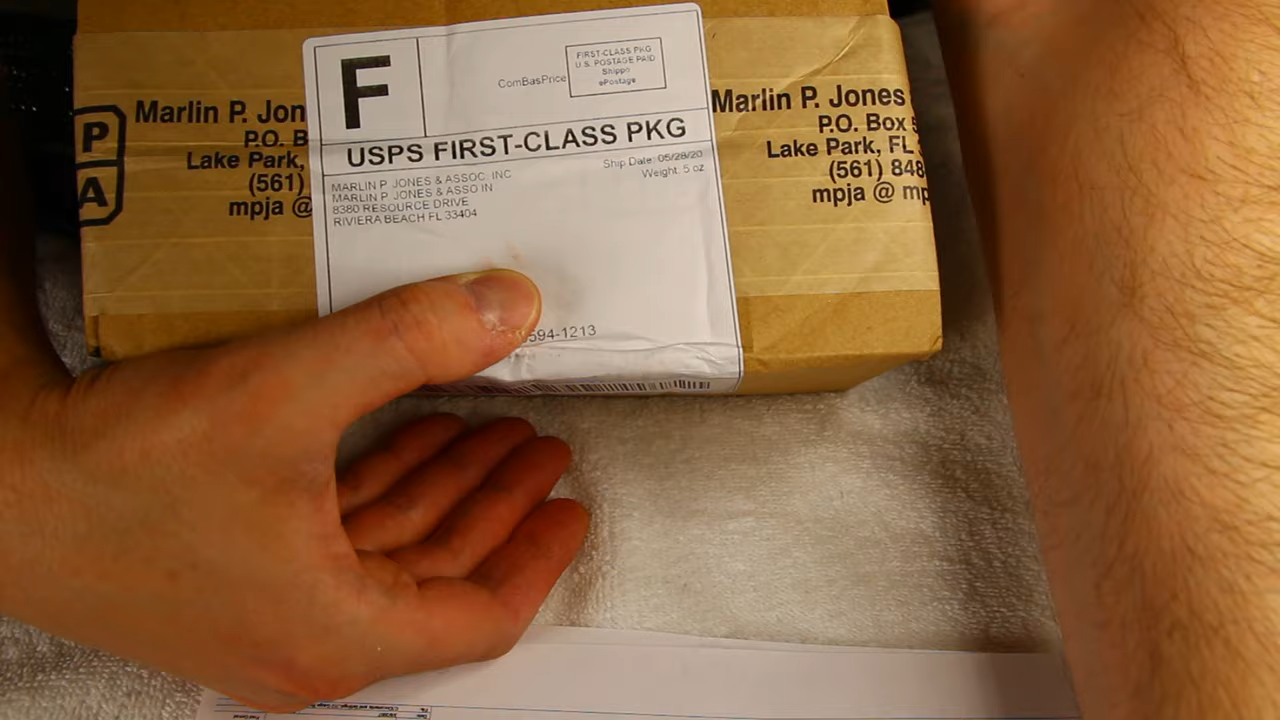 P
A
Marlin P. Jon
P.O. B
Lake Park,
(561)
mpja @
F
ComBasPrice
FIRST-CLASS PKG
U.S. POSTAGE PAID
Shippo
ePostage
USPS FIRST-CLASS PKG
Ship Date: 05/28/20
Weight: 5 oz
MARLIN P JONES & ASSOC. INC
MARLIN P. JONES & ASSO IN
8380 RESOURCE DRIVE
RIVIERA BEACH FL 33404
594-1213
Marlin P. Jones
P.O. Box
Lake Park, FL
(561) 848
mpja @ mp